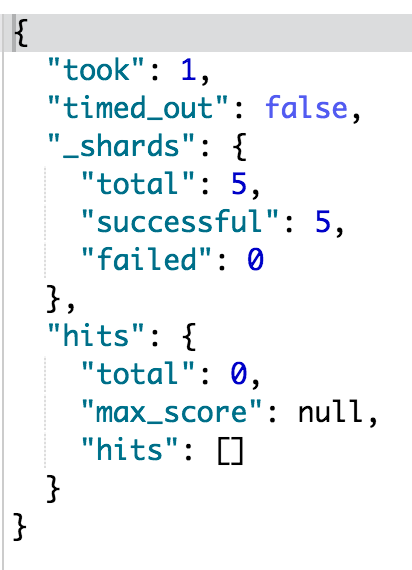 {
  "took": 1,
  "timed_out": false,
  "_shards": {
    "total": 5,
    "successful": 5,
    "failed": 0
  },
  "hits": {
    "total": 0,
    "max_score": null,
    "hits": []
  }
}